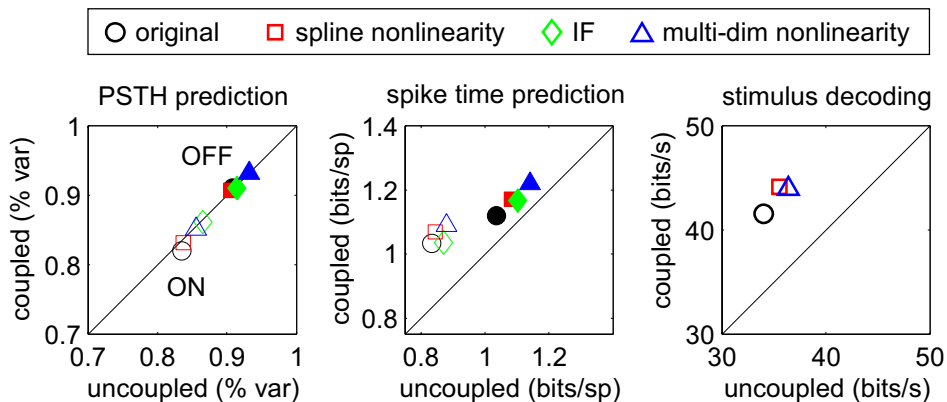 original spline nonlinearity IF multi-dim nonlinearity
PSTH prediction
1
0.9
0.8
0.7
0.7 0.8 0.9 1
coupled (% var)
uncoupled (% var)
OFF
ON
spike time prediction
1.4
1.2
1
0.8
0.8 1 1.2
coupled (bits/sp)
uncoupled (bits/sp)
stimulus decoding
50
40
30
30 40 50
coupled (bits/s)
uncoupled (bits/s)